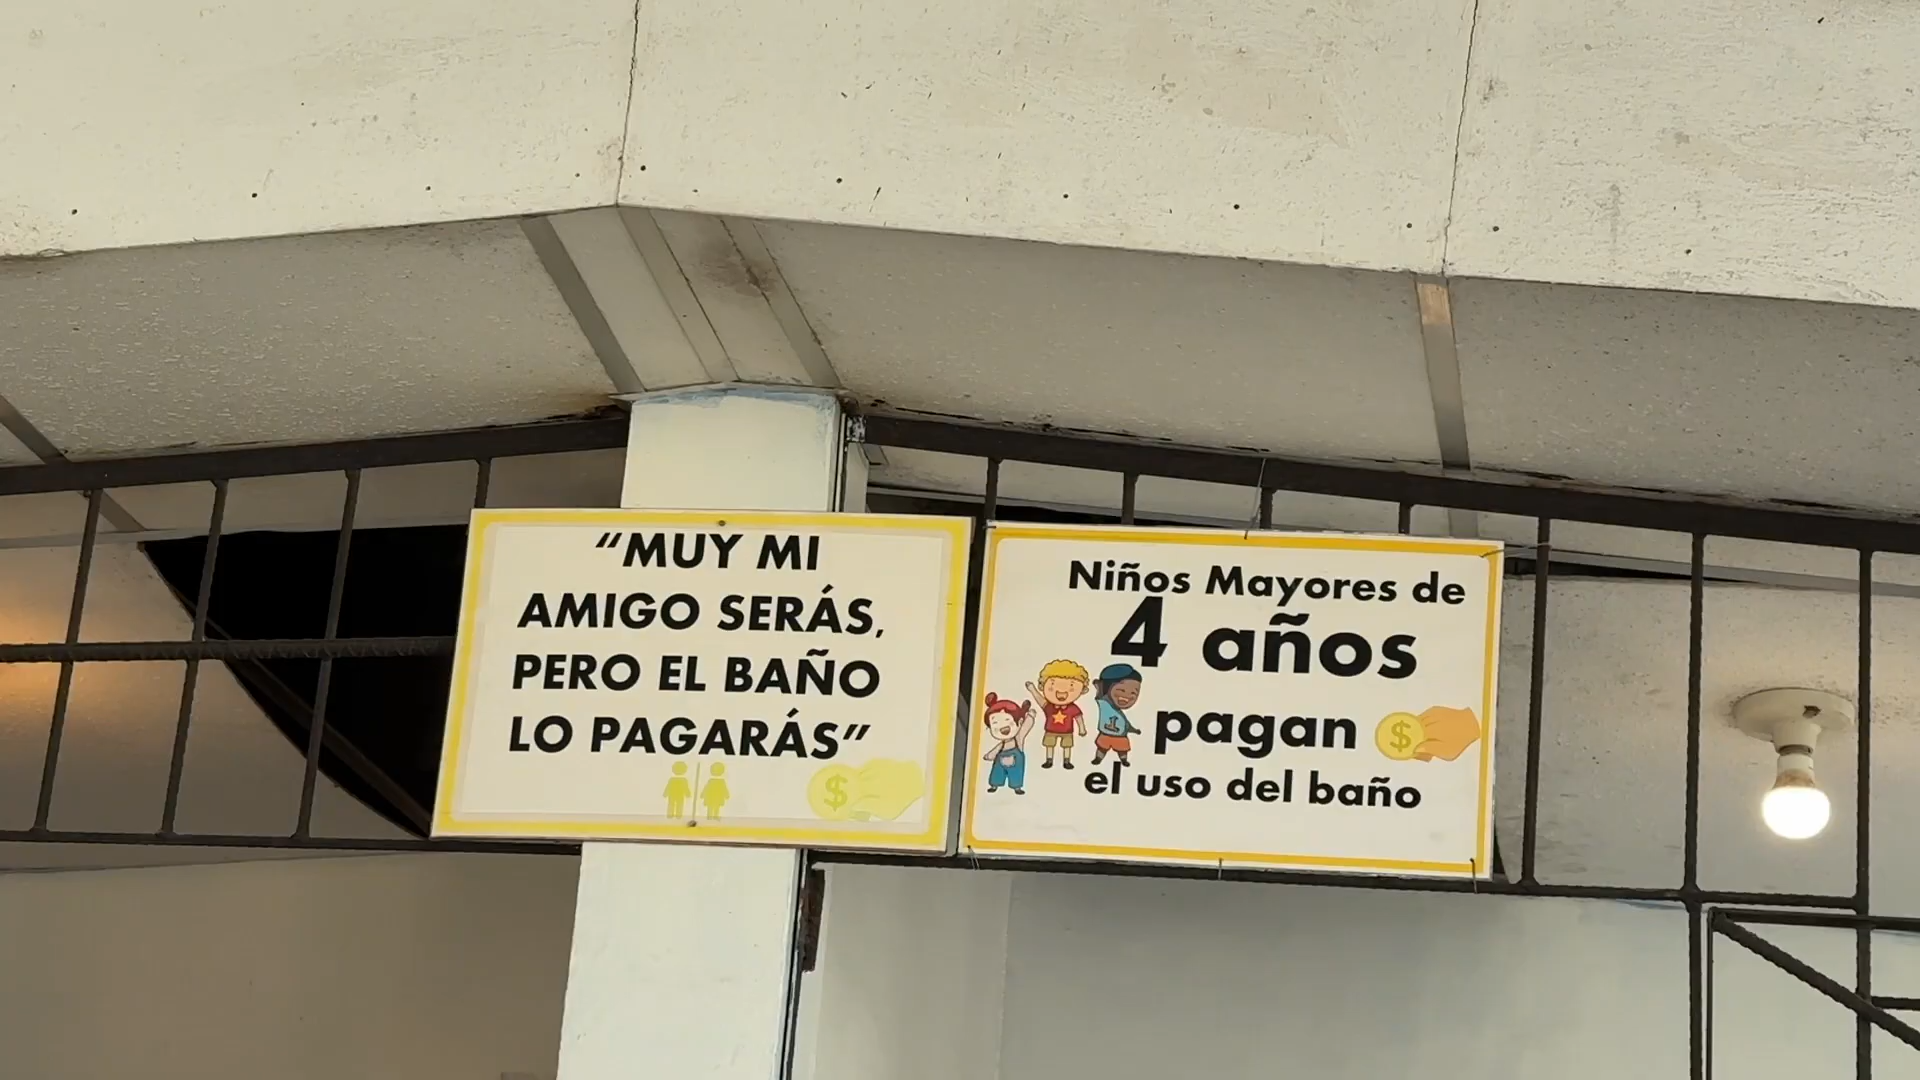 “MUY MI
AMIGO SERÁS,
PERO EL BAÑO
LO PAGARÁS”
$
Niños Mayores de
4 años
pagan
$
el uso del baño